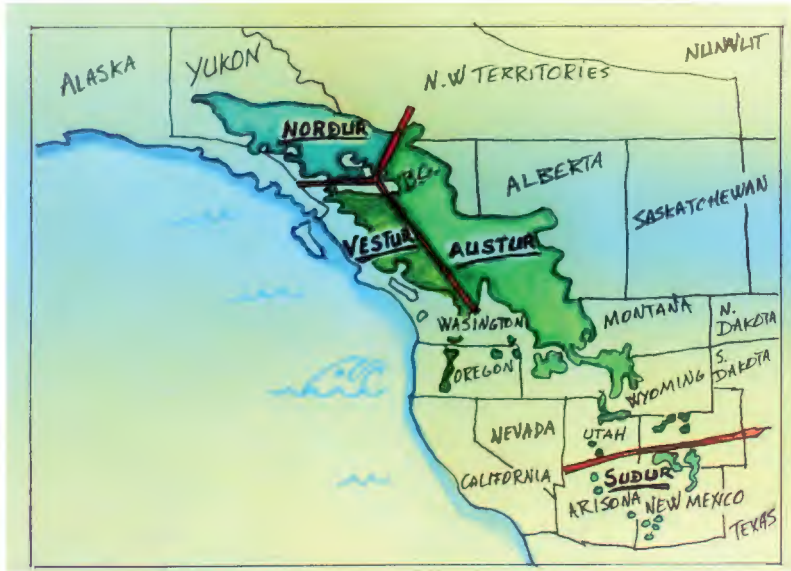 ALASKA
YUKON
N.W TERRITORIES
NUNAVUT
NORDUR
B.C.
ALBERTA
SASKATCHEWAN
VESTUR
AUSTUR
WASINGTON
MONTANA
N.
DAKOTA
OREGON
WYOMING
S.
DAKOTA
NEVADA
UTAH
CALIFORNIA
SUDUR
ARISONA
NEW MEXICO
TEXAS